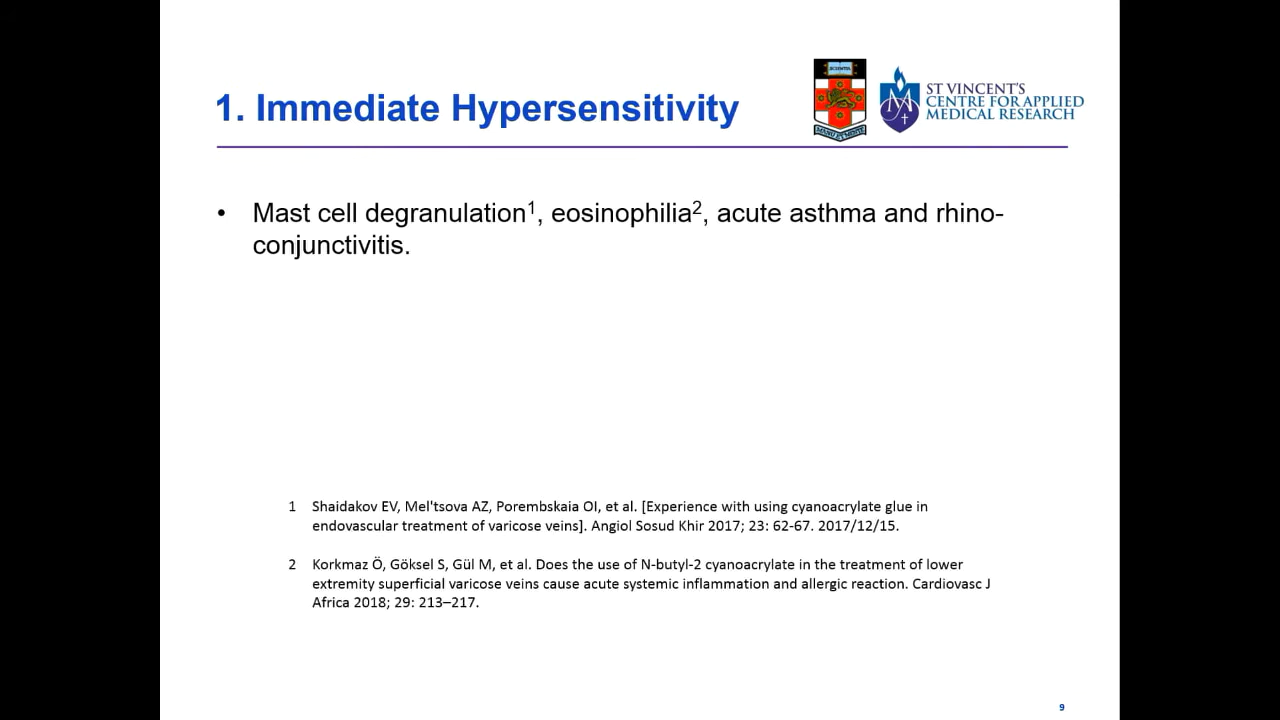 1. Immediate Hypersensitivity
ST VINCENT'S
CENTRE FOR APPLIED
MEDICAL RESEARCH
• Mast cell degranulation¹, eosinophilia², acute asthma and rhino-
conjunctivitis.
1 Shaidakov EV, Mel'tsova AZ, Porembskaia OI, et al. [Experience with using cyanoacrylate glue in
endovascular treatment of varicose veins]. Angiol Sosud Khir 2017; 23: 62-67. 2017/12/15.
2 Korkmaz Ö, Göksel S, Gül M, et al. Does the use of N-butyl-2 cyanoacrylate in the treatment of lower
extremity superficial varicose veins cause acute systemic inflammation and allergic reaction. Cardiovasc J
Africa 2018; 29: 213–217.
9